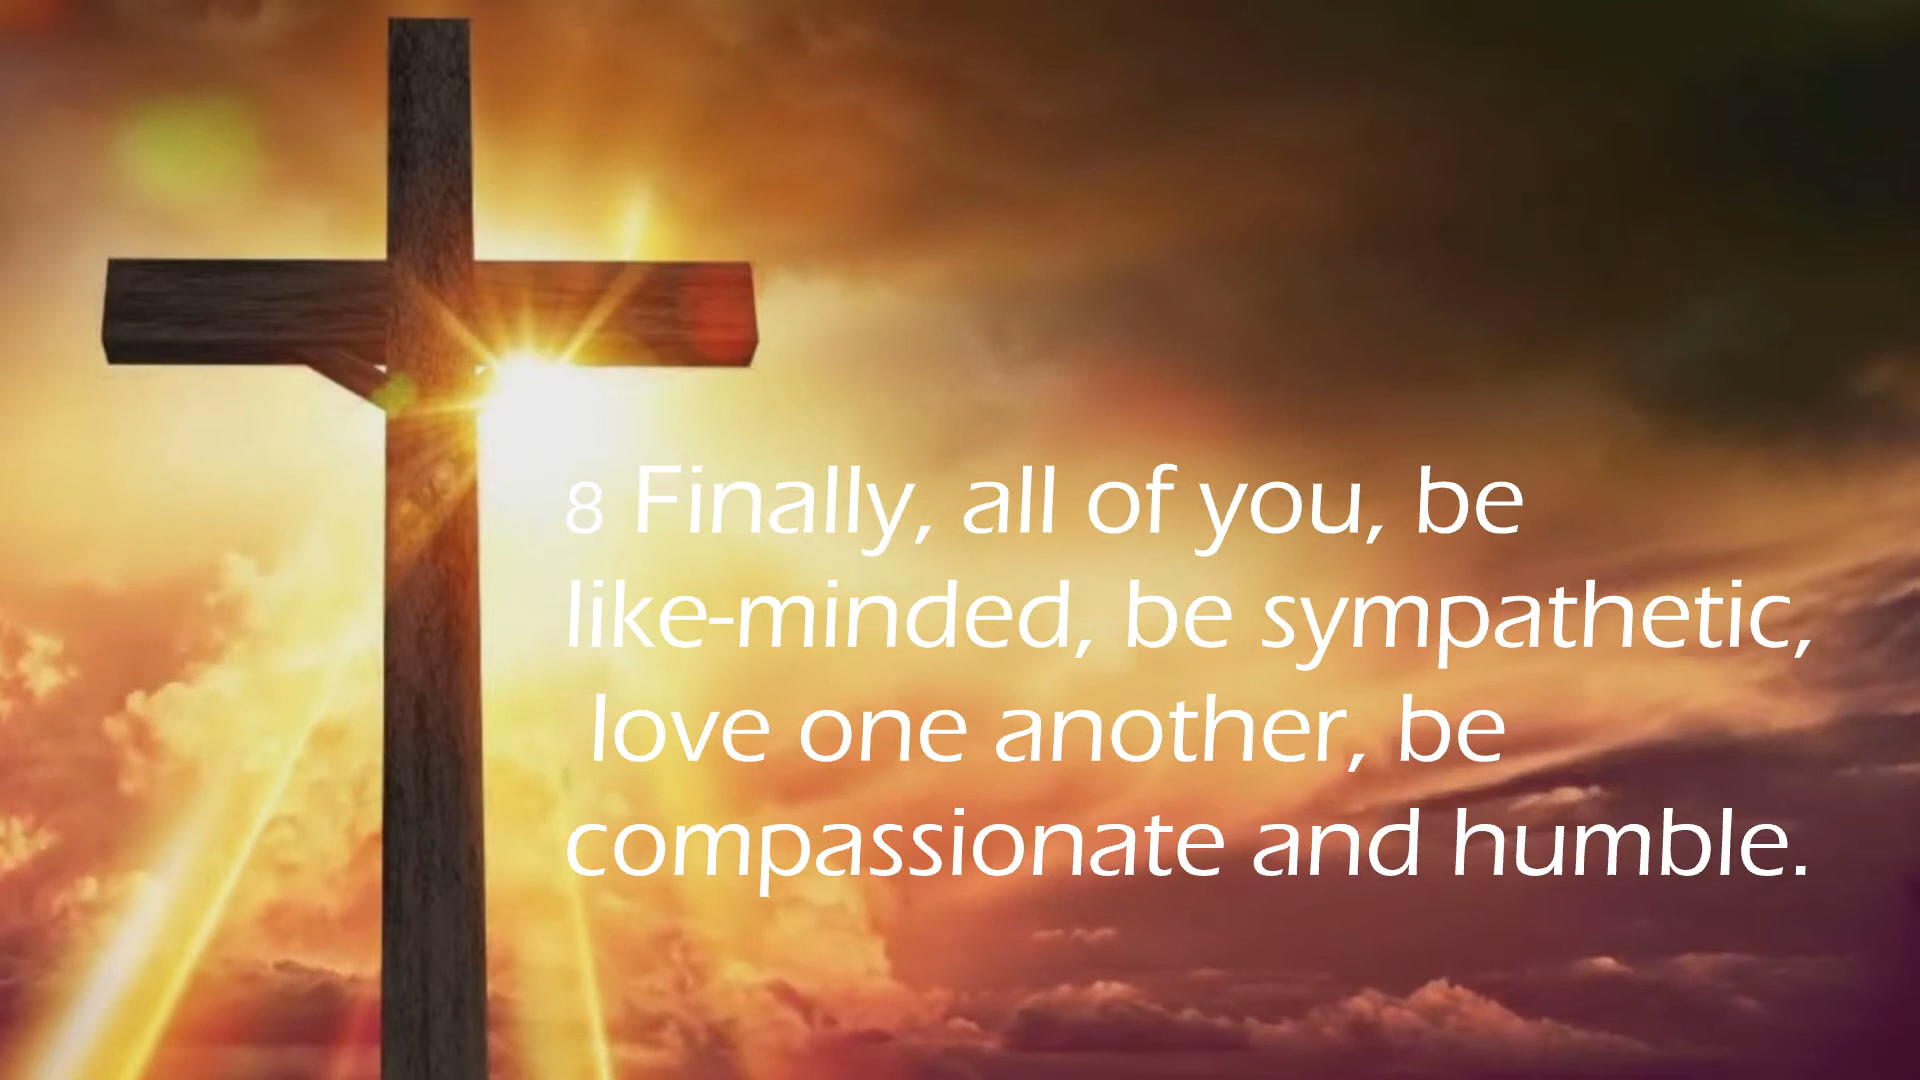 8 Finally, all of you, be
like-minded, be sympathetic,
love one another, be
compassionate and humble.